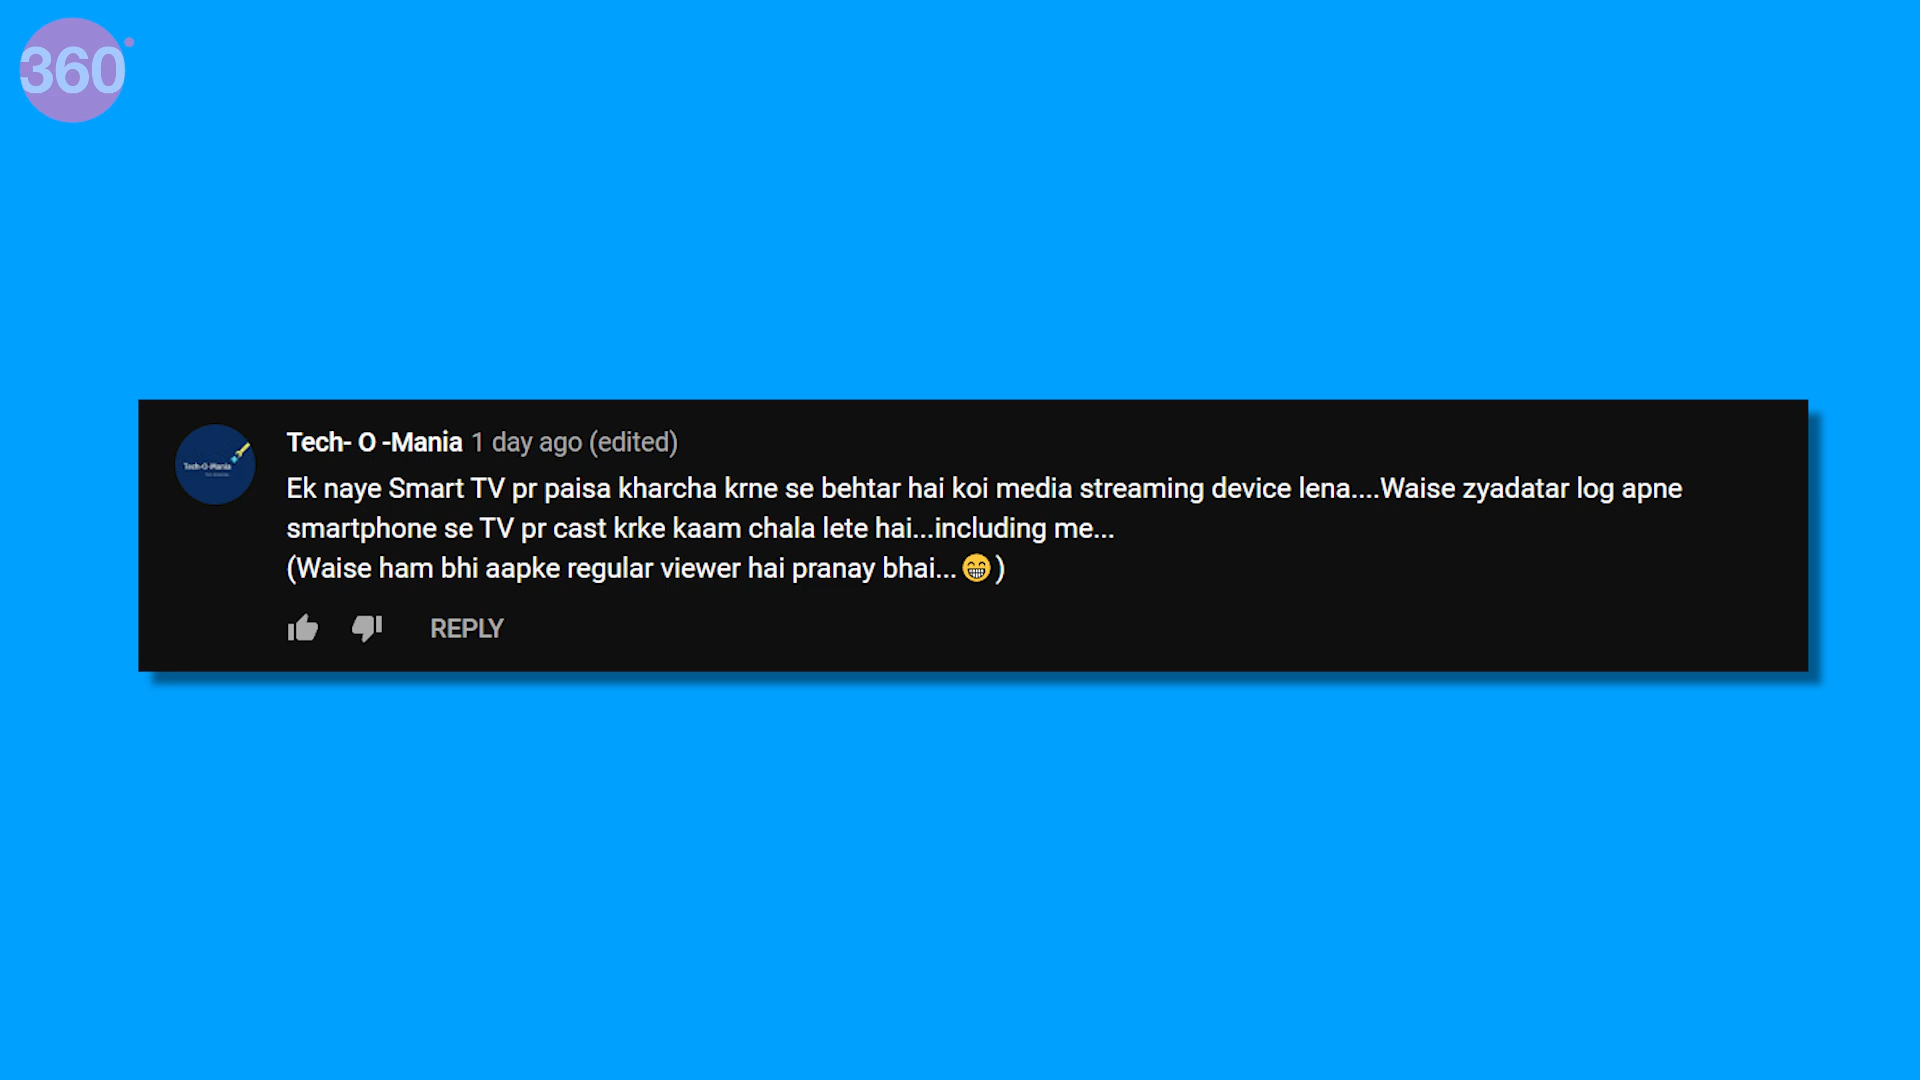 360
Tech- O -Mania 1 day ago (edited)
Tech-O-Mania
Ek naye Smart TV pr paisa kharcha krne se behtar hai koi media streaming device lena....Waise zyadatar log apne
smartphone se TV pr cast krke kaam chala lete hai...including me...
(Waise ham bhi aapke regular viewer hai pranay bhai... 😁)
REPLY